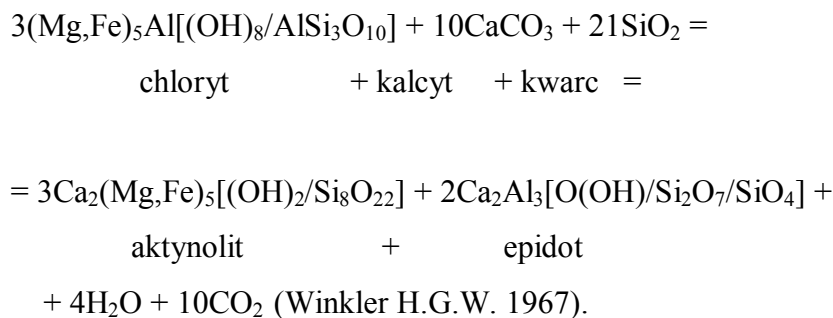 3(Mg,Fe)₅Al[(OH)₈/AlSi₃O₁₀] + 10CaCO₃ + 21SiO₂ =
chloryt + kalcyt + kwarc =
= 3Ca₂(Mg,Fe)₅[(OH)₂/Si₈O₂₂] + 2Ca₂Al₃[O(OH)/Si₂O₇/SiO₄] +
aktynolit + epidot
+ 4H₂O + 10CO₂ (Winkler H.G.W. 1967).